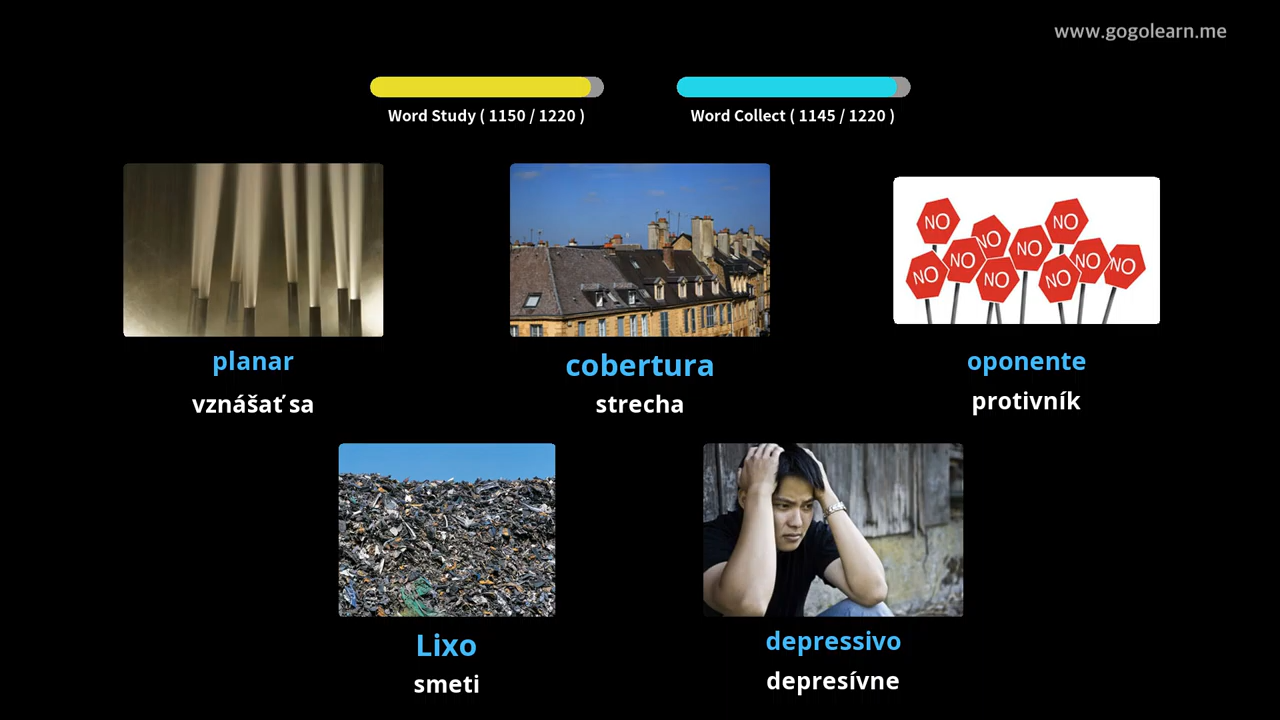 www.gogolearn.me
Word Study ( 1150 / 1220 )
Word Collect ( 1145 / 1220 )
NO
NO
NO
NO
NO
NO
NO
NO
NO
NO
planar
cobertura
oponente
vznášať sa
strecha
protivník
Lixo
depressivo
smeti
depresívne